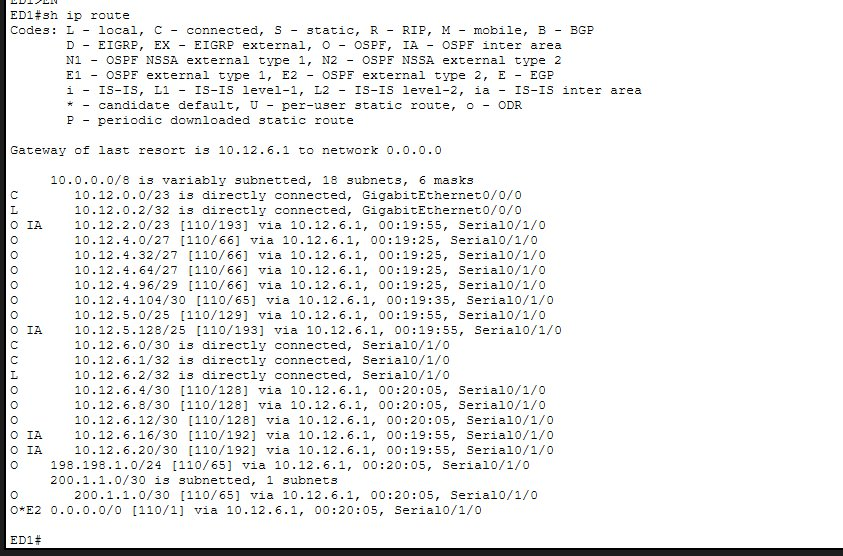 ED1>EN
ED1#sh ip route
Codes: L - local, C - connected, S - static, R - RIP, M - mobile, B - BGP
       D - EIGRP, EX - EIGRP external, O - OSPF, IA - OSPF inter area
       N1 - OSPF NSSA external type 1, N2 - OSPF NSSA external type 2
       E1 - OSPF external type 1, E2 - OSPF external type 2, E - EGP
       i - IS-IS, L1 - IS-IS level-1, L2 - IS-IS level-2, ia - IS-IS inter area
       * - candidate default, U - per-user static route, o - ODR
       P - periodic downloaded static route

Gateway of last resort is 10.12.6.1 to network 0.0.0.0

     10.0.0.0/8 is variably subnetted, 18 subnets, 6 masks
C       10.12.0.0/23 is directly connected, GigabitEthernet0/0/0
L       10.12.0.2/32 is directly connected, GigabitEthernet0/0/0
O IA    10.12.2.0/23 [110/193] via 10.12.6.1, 00:19:55, Serial0/1/0
O       10.12.4.0/27 [110/66] via 10.12.6.1, 00:19:25, Serial0/1/0
O       10.12.4.32/27 [110/66] via 10.12.6.1, 00:19:25, Serial0/1/0
O       10.12.4.64/27 [110/66] via 10.12.6.1, 00:19:25, Serial0/1/0
O       10.12.4.96/29 [110/66] via 10.12.6.1, 00:19:25, Serial0/1/0
O       10.12.4.104/30 [110/65] via 10.12.6.1, 00:19:35, Serial0/1/0
O       10.12.5.0/25 [110/129] via 10.12.6.1, 00:19:55, Serial0/1/0
O IA    10.12.5.128/25 [110/193] via 10.12.6.1, 00:19:55, Serial0/1/0
C       10.12.6.0/30 is directly connected, Serial0/1/0
C       10.12.6.1/32 is directly connected, Serial0/1/0
L       10.12.6.2/32 is directly connected, Serial0/1/0
O       10.12.6.4/30 [110/128] via 10.12.6.1, 00:20:05, Serial0/1/0
O       10.12.6.8/30 [110/128] via 10.12.6.1, 00:20:05, Serial0/1/0
O       10.12.6.12/30 [110/128] via 10.12.6.1, 00:20:05, Serial0/1/0
O IA    10.12.6.16/30 [110/192] via 10.12.6.1, 00:19:55, Serial0/1/0
O IA    10.12.6.20/30 [110/192] via 10.12.6.1, 00:19:55, Serial0/1/0
O    198.198.1.0/24 [110/65] via 10.12.6.1, 00:20:05, Serial0/1/0
     200.1.1.0/30 is subnetted, 1 subnets
O       200.1.1.0/30 [110/65] via 10.12.6.1, 00:20:05, Serial0/1/0
O*E2 0.0.0.0/0 [110/1] via 10.12.6.1, 00:20:05, Serial0/1/0

ED1#